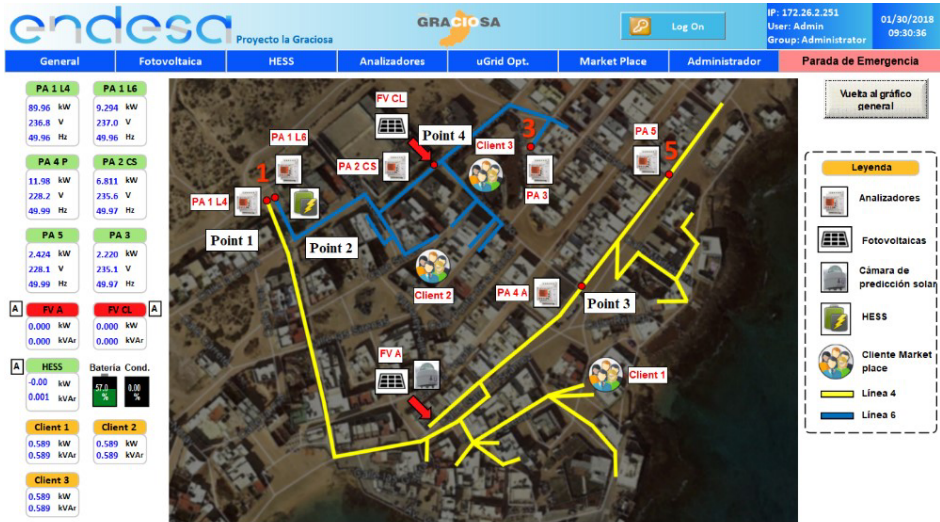 endesa
Proyecto la Graciosa
GRACIOSA
Log On
IP: 172.26.2.251
User: Admin
Group: Administrator
01/30/2018
09:30:36
General
Fotovoltaica
HESS
Analizadores
uGrid Opt.
Market Place
Administrador
Parada de Emergencia
PA 1 L4
89.96 kW
236.8 V
49.96 Hz
PA 1 L6
9.294 kW
237.0 V
49.96 Hz
PA 4 P
11.98 kW
228.2 V
49.99 Hz
PA 2 CS
6.811 kW
235.6 V
49.97 Hz
PA 5
2.424 kW
228.1 V
49.99 Hz
PA 3
2.220 kW
235.1 V
49.97 Hz
A
FV A
0.000 kW
0.000 kVAr
FV CL
A
0.000 kW
0.000 kVAr
A
HESS
-0.00 kW
0.001 kVAr
Bateria Cond.
57.0 %
0.00 %
Client 1
0.589 kW
0.589 kVAr
Client 2
0.589 kW
0.589 kVAr
Client 3
0.589 kW
0.589 kVAr
FV CL
PA 1 L6
1
PA 1 L4
Point 1
Point 2
PA 2 CS
Point 4
Client 3
3
PA 3
PA 5
5
Client 2
PA 4 A
Point 3
FV A
Client 1
Vuelta al gráfico
general
Leyenda
Analizadores
Fotovoltaicas
Cámara de
predicción solar
HESS
Cliente Market
place
Línea 4
Línea 6